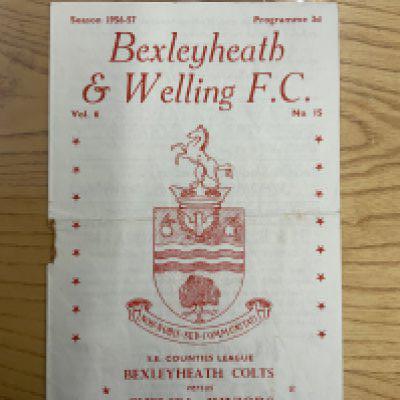 Season 1956-57 Programme 3d
Bexleyheath
& Welling F.C.
Vol. 6 No. 15
S.E. COUNTIES LEAGUE
BEXLEYHEATH COLTS
versus